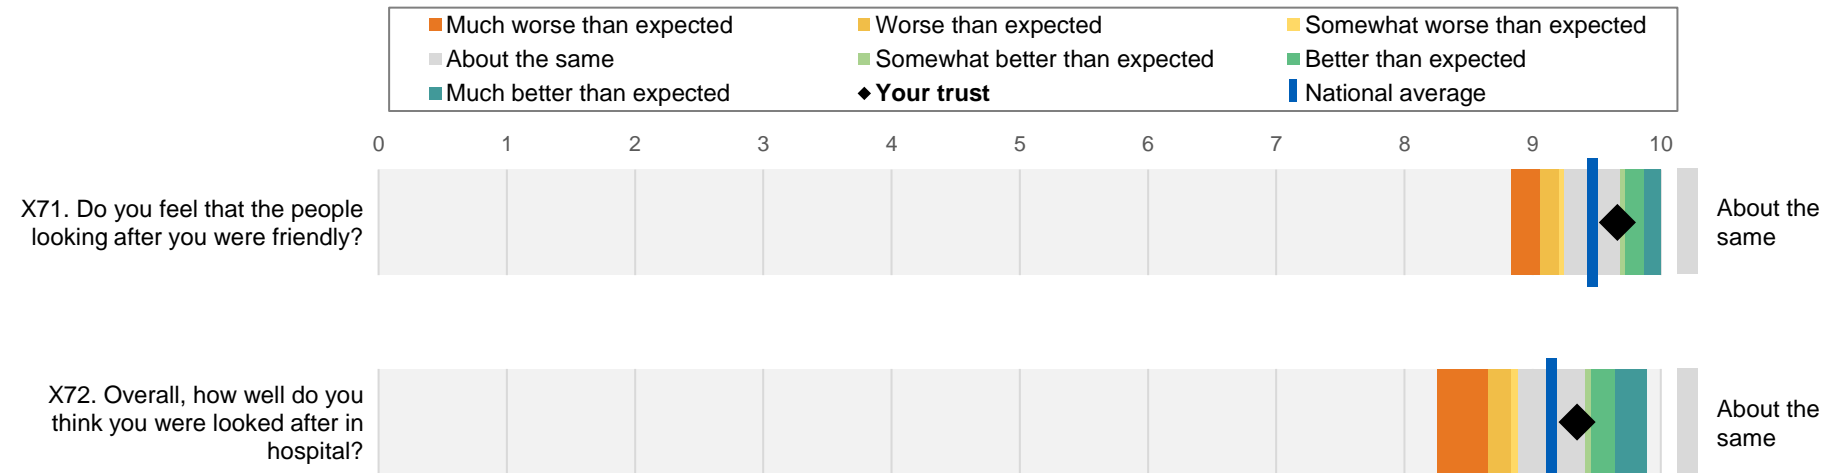 Much worse than expected
Worse than expected
Somewhat worse than expected
About the same
Somewhat better than expected
Better than expected
Much better than expected
Your trust
National average
0 1 2 3 4 5 6 7 8 9 10
X71. Do you feel that the people
looking after you were friendly?
About the
same
X72. Overall, how well do you
think you were looked after in
hospital?
About the
same